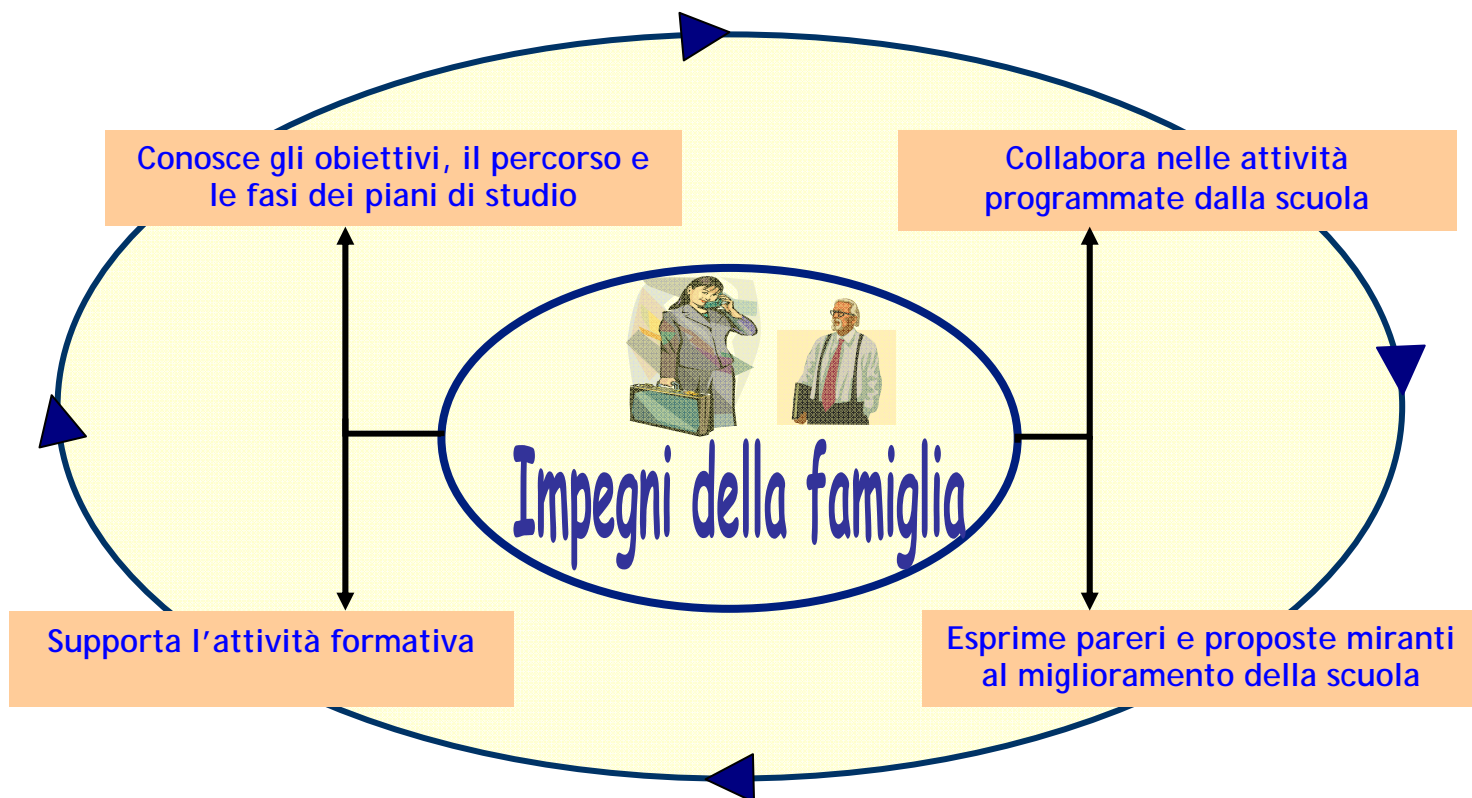 Conosce gli obiettivi, il percorso e
le fasi dei piani di studio
Collabora nelle attività
programmate dalla scuola
Impegni della famiglia
Supporta l’attività formativa
Esprime pareri e proposte miranti
al miglioramento della scuola